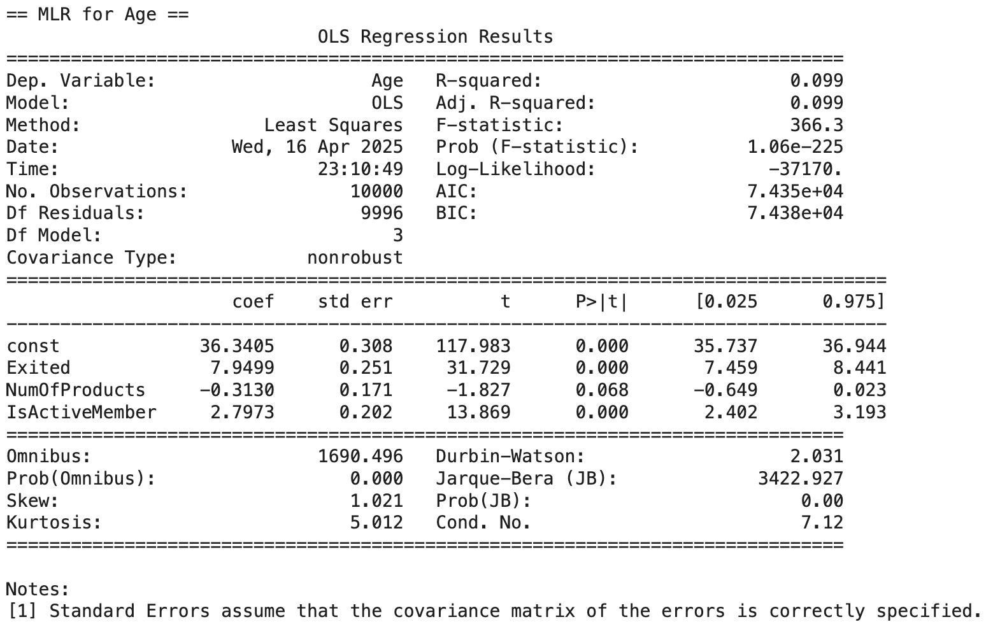 == MLR for Age ==
                            OLS Regression Results
==============================================================================
Dep. Variable:                    Age   R-squared:                       0.099
Model:                            OLS   Adj. R-squared:                  0.099
Method:                 Least Squares   F-statistic:                     366.3
Date:                Wed, 16 Apr 2025   Prob (F-statistic):          1.06e-225
Time:                        23:10:49   Log-Likelihood:                -37170.
No. Observations:               10000   AIC:                         7.435e+04
Df Residuals:                    9996   BIC:                         7.438e+04
Df Model:                           3
Covariance Type:            nonrobust
==================================================================================
                     coef    std err          t      P>|t|      [0.025      0.975]
----------------------------------------------------------------------------------
const             36.3405      0.308    117.983      0.000      35.737      36.944
Exited             7.9499      0.251     31.729      0.000       7.459       8.441
NumOfProducts     -0.3130      0.171     -1.827      0.068      -0.649       0.023
IsActiveMember     2.7973      0.202     13.869      0.000       2.402       3.193
==============================================================================
Omnibus:                     1690.496   Durbin-Watson:                   2.031
Prob(Omnibus):                  0.000   Jarque-Bera (JB):             3422.927
Skew:                           1.021   Prob(JB):                         0.00
Kurtosis:                       5.012   Cond. No.                         7.12
==============================================================================

Notes:
[1] Standard Errors assume that the covariance matrix of the errors is correctly specified.